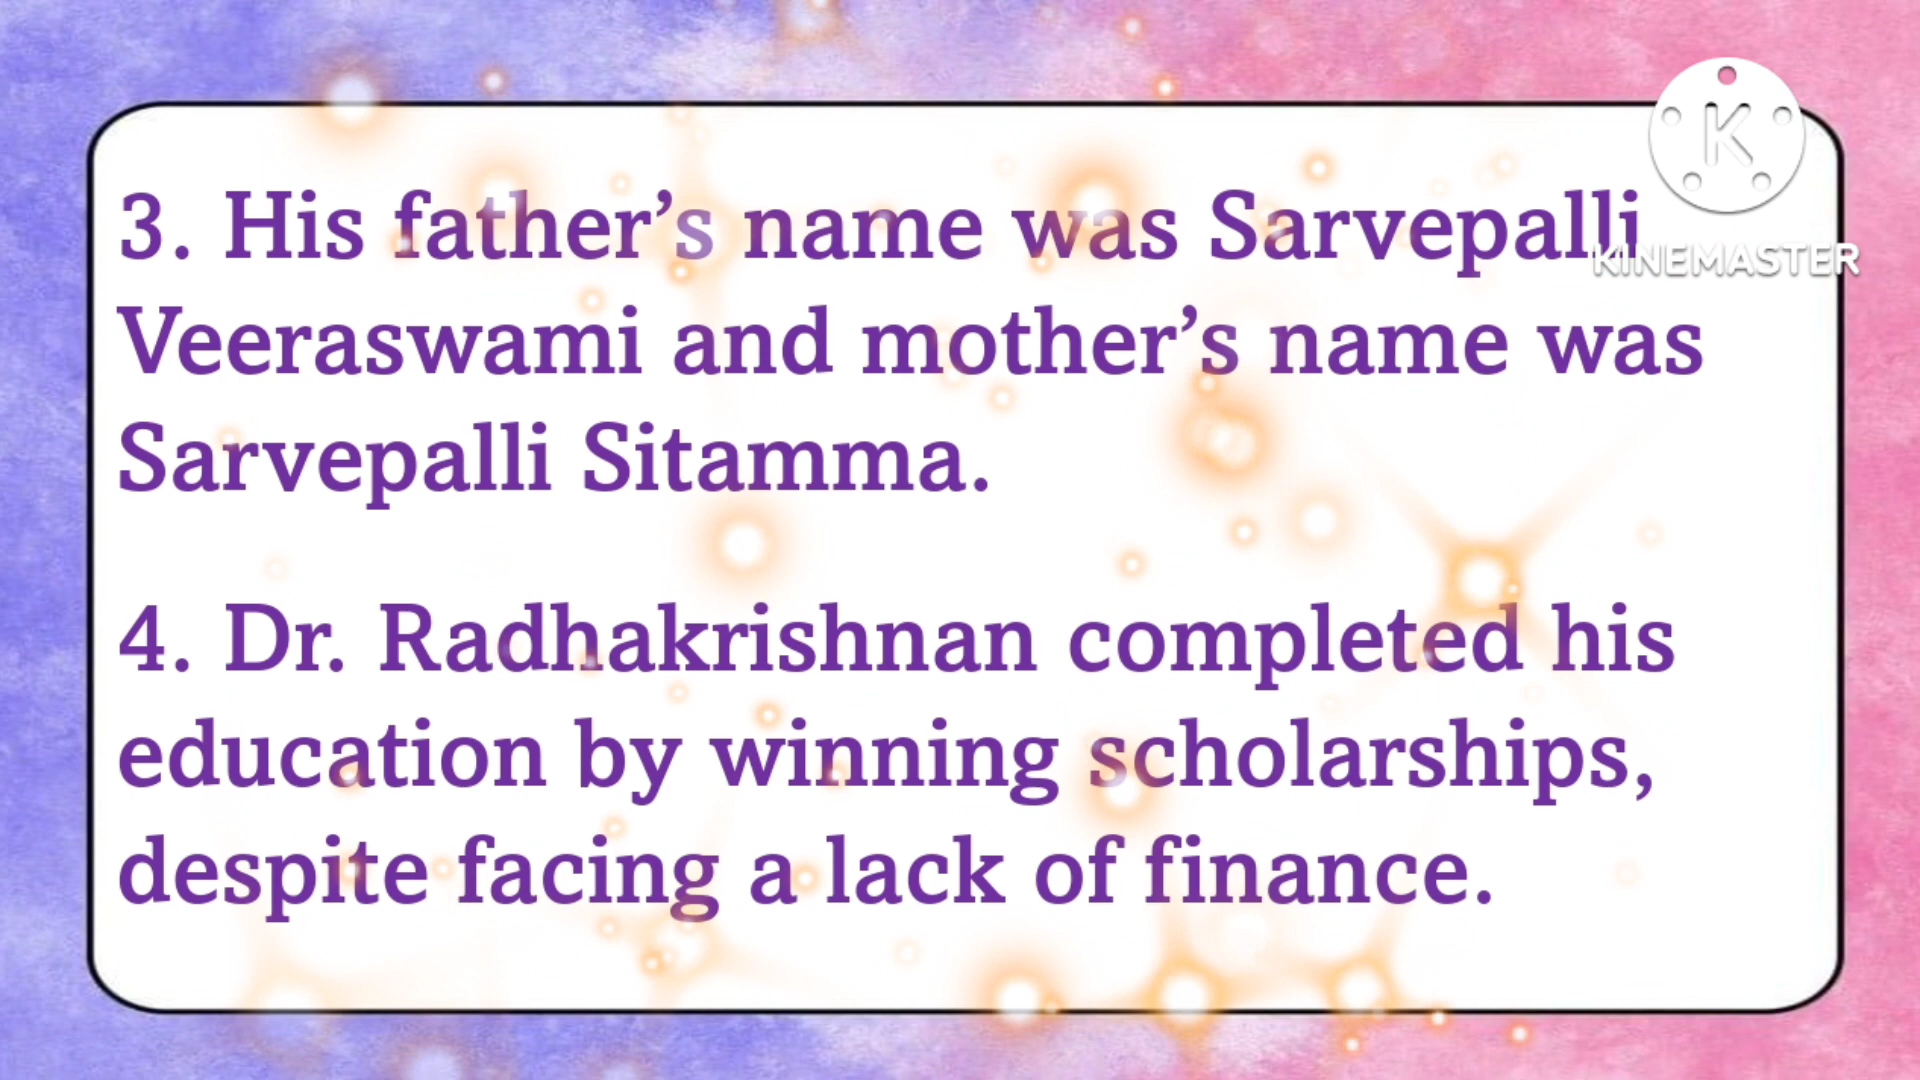 3. His father’s name was Sarvepalli
Veeraswami and mother’s name was
Sarvepalli Sitamma.
4. Dr. Radhakrishnan completed his
education by winning scholarships,
despite facing a lack of finance.
K
KINEMASTER